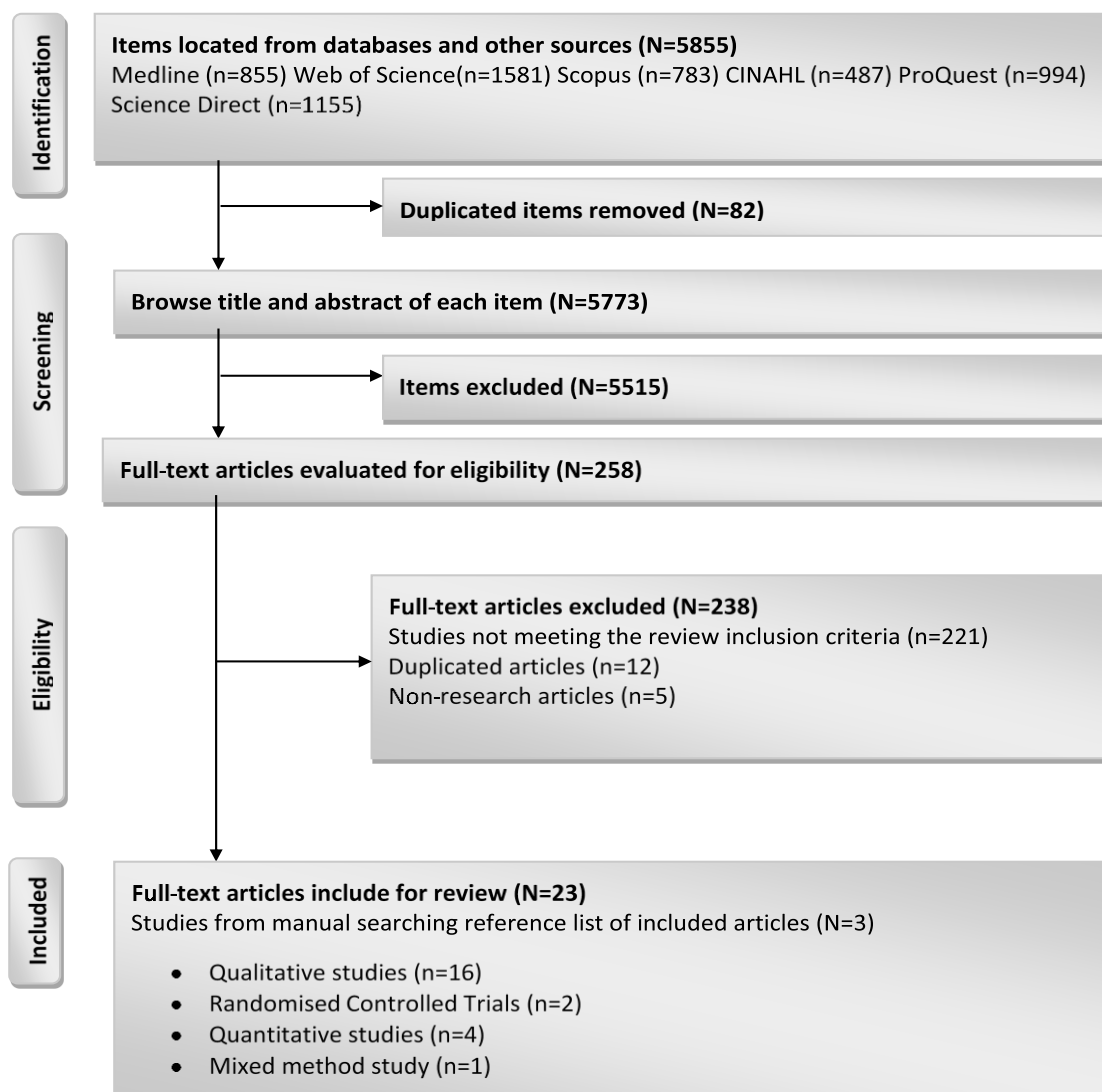 Identification
Items located from databases and other sources (N=5855)
Medline (n=855) Web of Science(n=1581) Scopus (n=783) CINAHL (n=487) ProQuest (n=994)
Science Direct (n=1155)
Duplicated items removed (N=82)
Screening
Browse title and abstract of each item (N=5773)
Items excluded (N=5515)
Full-text articles evaluated for eligibility (N=258)
Eligibility
Full-text articles excluded (N=238)
Studies not meeting the review inclusion criteria (n=221)
Duplicated articles (n=12)
Non-research articles (n=5)
Included
Full-text articles include for review (N=23)
Studies from manual searching reference list of included articles (N=3)
• Qualitative studies (n=16)
• Randomised Controlled Trials (n=2)
• Quantitative studies (n=4)
• Mixed method study (n=1)